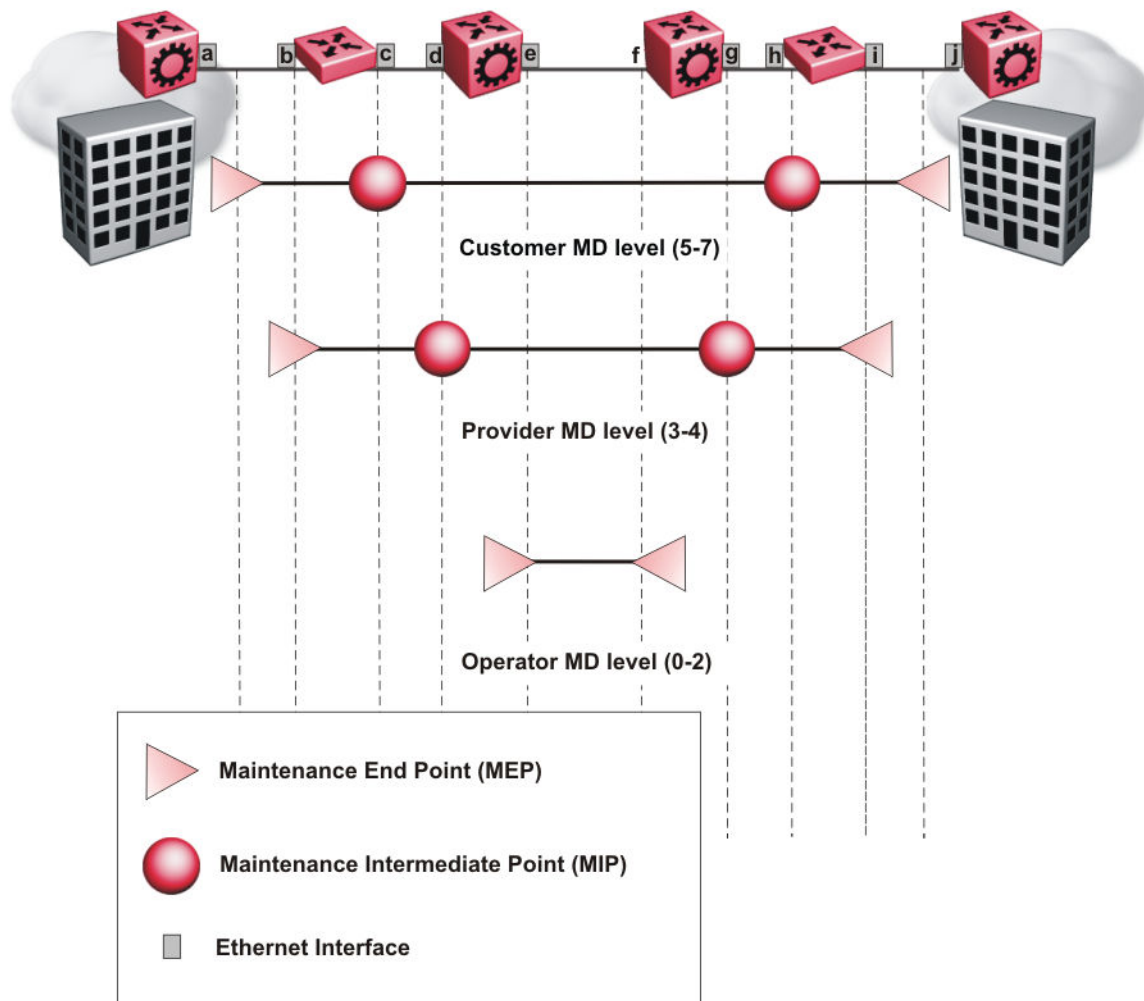 a b c d e f g h i j
Customer MD level (5-7)
Provider MD level (3-4)
Operator MD level (0-2)
Maintenance End Point (MEP)
Maintenance Intermediate Point (MIP)
Ethernet Interface